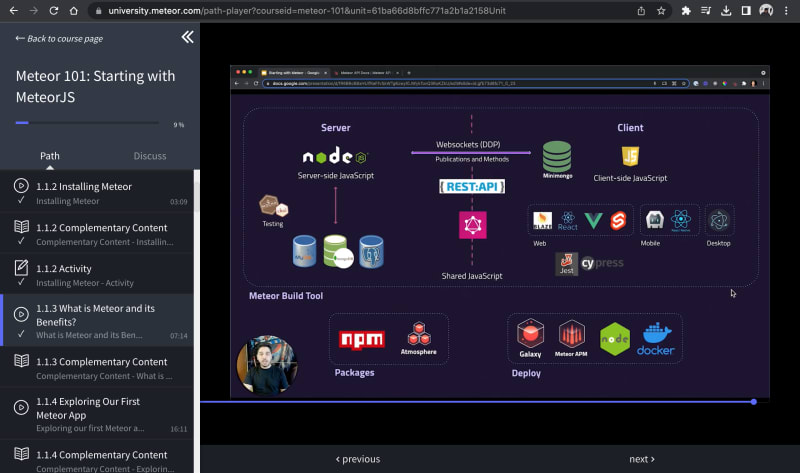 university.meteor.com/path-player?courseid=meteor-101&unit=61ba66d8bffc771a2b1a2158Unit
← Back to course page
Meteor 101: Starting with
MeteorJS
9 %
Path
Discuss
1.1.2 Installing Meteor
Installing Meteor
03:09
1.1.2 Complementary Content
Complementary Content - Installin...
1.1.2 Activity
Installing Meteor - Activity
1.1.3 What is Meteor and its
Benefits?
What is Meteor and its Ben...
07:14
1.1.3 Complementary Content
Complementary Content - What is ...
1.1.4 Exploring Our First
Meteor App
Exploring our first Meteor a...
16:11
1.1.4 Complementary Content
Complementary Content - Explorin...
Server
Client
node JS
Server-side JavaScript
Websockets (DDP)
Publications and Methods
{ REST:API }
Minimongo
JS
Client-side JavaScript
Testing
Shared JavaScript
BLAZE
React
Web
Mobile
Desktop
Jest
cypress
Meteor Build Tool
npm
Atmosphere
Packages
Galaxy
Meteor APM
node
docker
Deploy
‹ previous
next ›